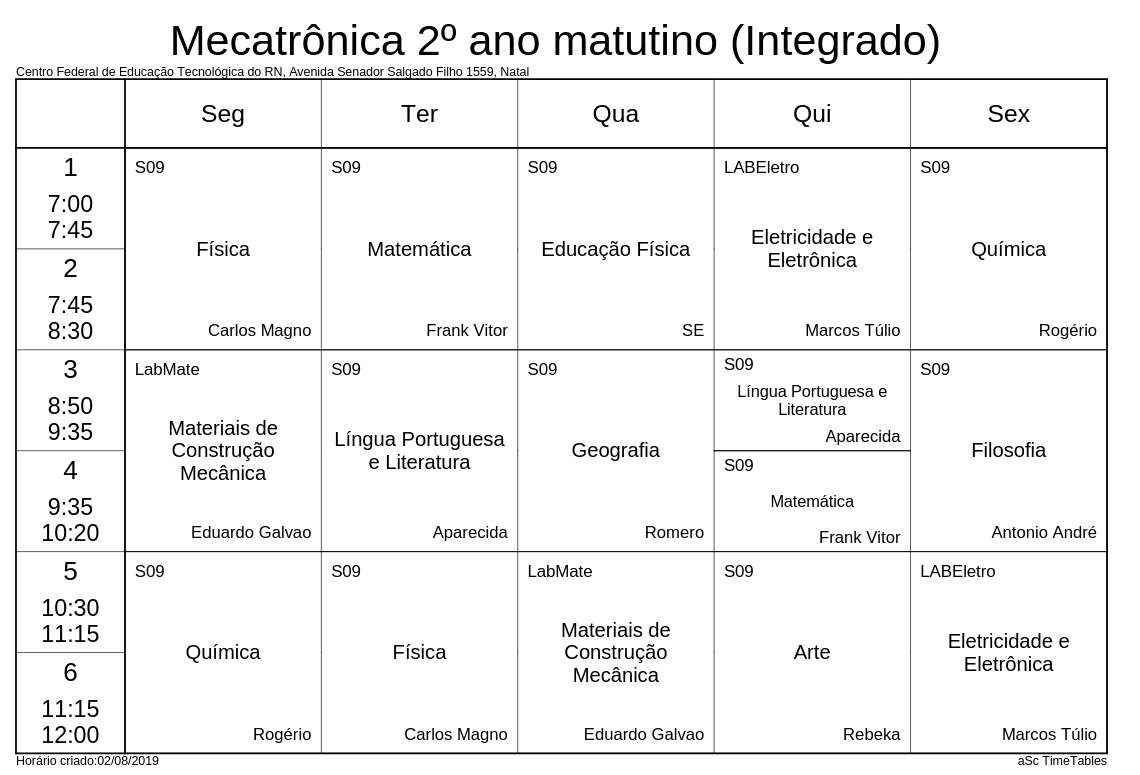 Mecatrônica 2º ano matutino (Integrado)
Centro Federal de Educação Tecnológica do RN, Avenida Senador Salgado Filho 1559, Natal
Seg
Ter
Qua
Qui
Sex
1
7:00
7:45
2
7:45
8:30
S09
Física
Carlos Magno
S09
Matemática
Frank Vitor
S09
Educação Física
SE
LABEletro
Eletricidade e
Eletrônica
Marcos Túlio
S09
Química
Rogério
3
8:50
9:35
4
9:35
10:20
LabMate
Materiais de
Construção
Mecânica
Eduardo Galvao
S09
Língua Portuguesa
e Literatura
Aparecida
S09
Geografia
Romero
S09
Língua Portuguesa e
Literatura
Aparecida
S09
Matemática
Frank Vitor
S09
Filosofia
Antonio André
5
10:30
11:15
6
11:15
12:00
S09
Química
Rogério
S09
Física
Carlos Magno
LabMate
Materiais de
Construção
Mecânica
Eduardo Galvao
S09
Arte
Rebeka
LABEletro
Eletricidade e
Eletrônica
Marcos Túlio
Horário criado:02/08/2019
aSc TimeTables